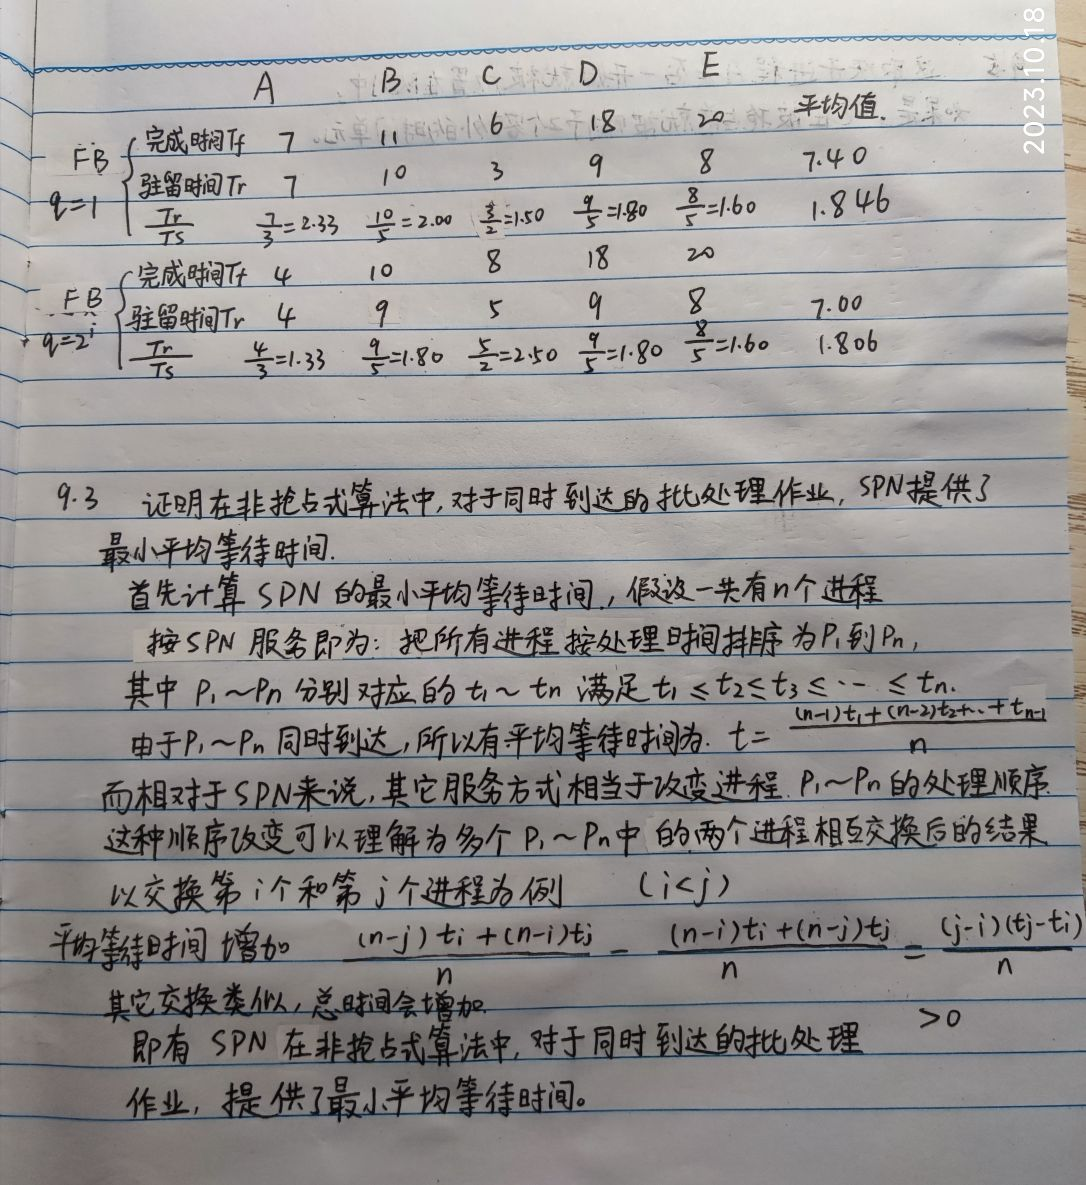 2023.10.18
A B C D E 平均值.
FB q=1 完成时间Tf 7 11 6 18 20
驻留时间Tr 7 10 3 9 8 7.40
Tr/Ts 7/3=2.33 10/5=2.00 3/2=1.50 9/5=1.80 8/5=1.60 1.846
FB q=2^i 完成时间Tf 4 10 8 18 20
驻留时间Tr 4 9 5 9 8 7.00
Tr/Ts 4/3=1.33 9/5=1.80 5/2=2.50 9/5=1.80 8/5=1.60 1.806
9.3 证明在非抢占式算法中,对于同时到达的批处理作业,SPN提供了
最小平均等待时间.
首先计算SPN的最小平均等待时间,假设一共有n个进程
按SPN服务即为:把所有进程按处理时间排序为P₁到Pn,
其中P₁~Pn分别对应的t₁~tn满足t₁≤t₂≤t₃≤…≤tn.
由于P₁~Pn同时到达,所以有平均等待时间为. t=((n-1)t₁+(n-2)t₂+…+tn-1)/n
而相对于SPN来说,其它服务方式相当于改变进程P₁~Pn的处理顺序
这种顺序改变可以理解为多个P₁~Pn中的两个进程相互交换后的结果
以交换第i个和第j个进程为例 (i<j)
平均等待时间增加 ((n-j)ti+(n-i)tj)/n - ((n-i)ti+(n-j)tj)/n = (j-i)(tj-ti)/n
其它交换类似,总时间会增加. >0
即有SPN在非抢占式算法中,对于同时到达的批处理
作业,提供了最小平均等待时间。